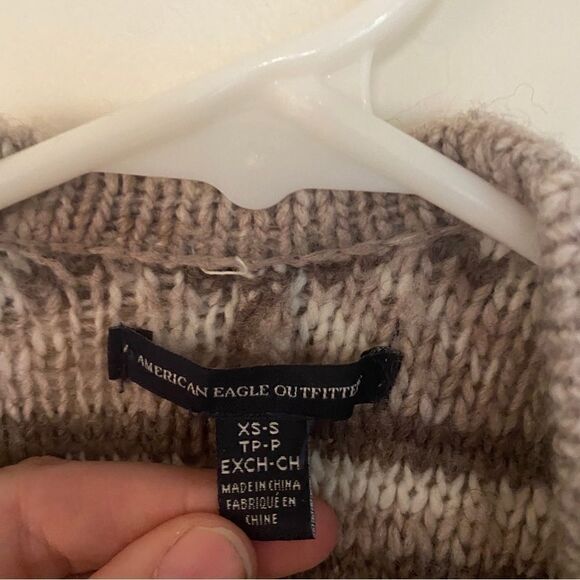 AMERICAN EAGLE OUTFITTE
XS-S
TP-P
EXCH-CH
MADE IN CHINA
FABRIQUÉ EN
CHINE